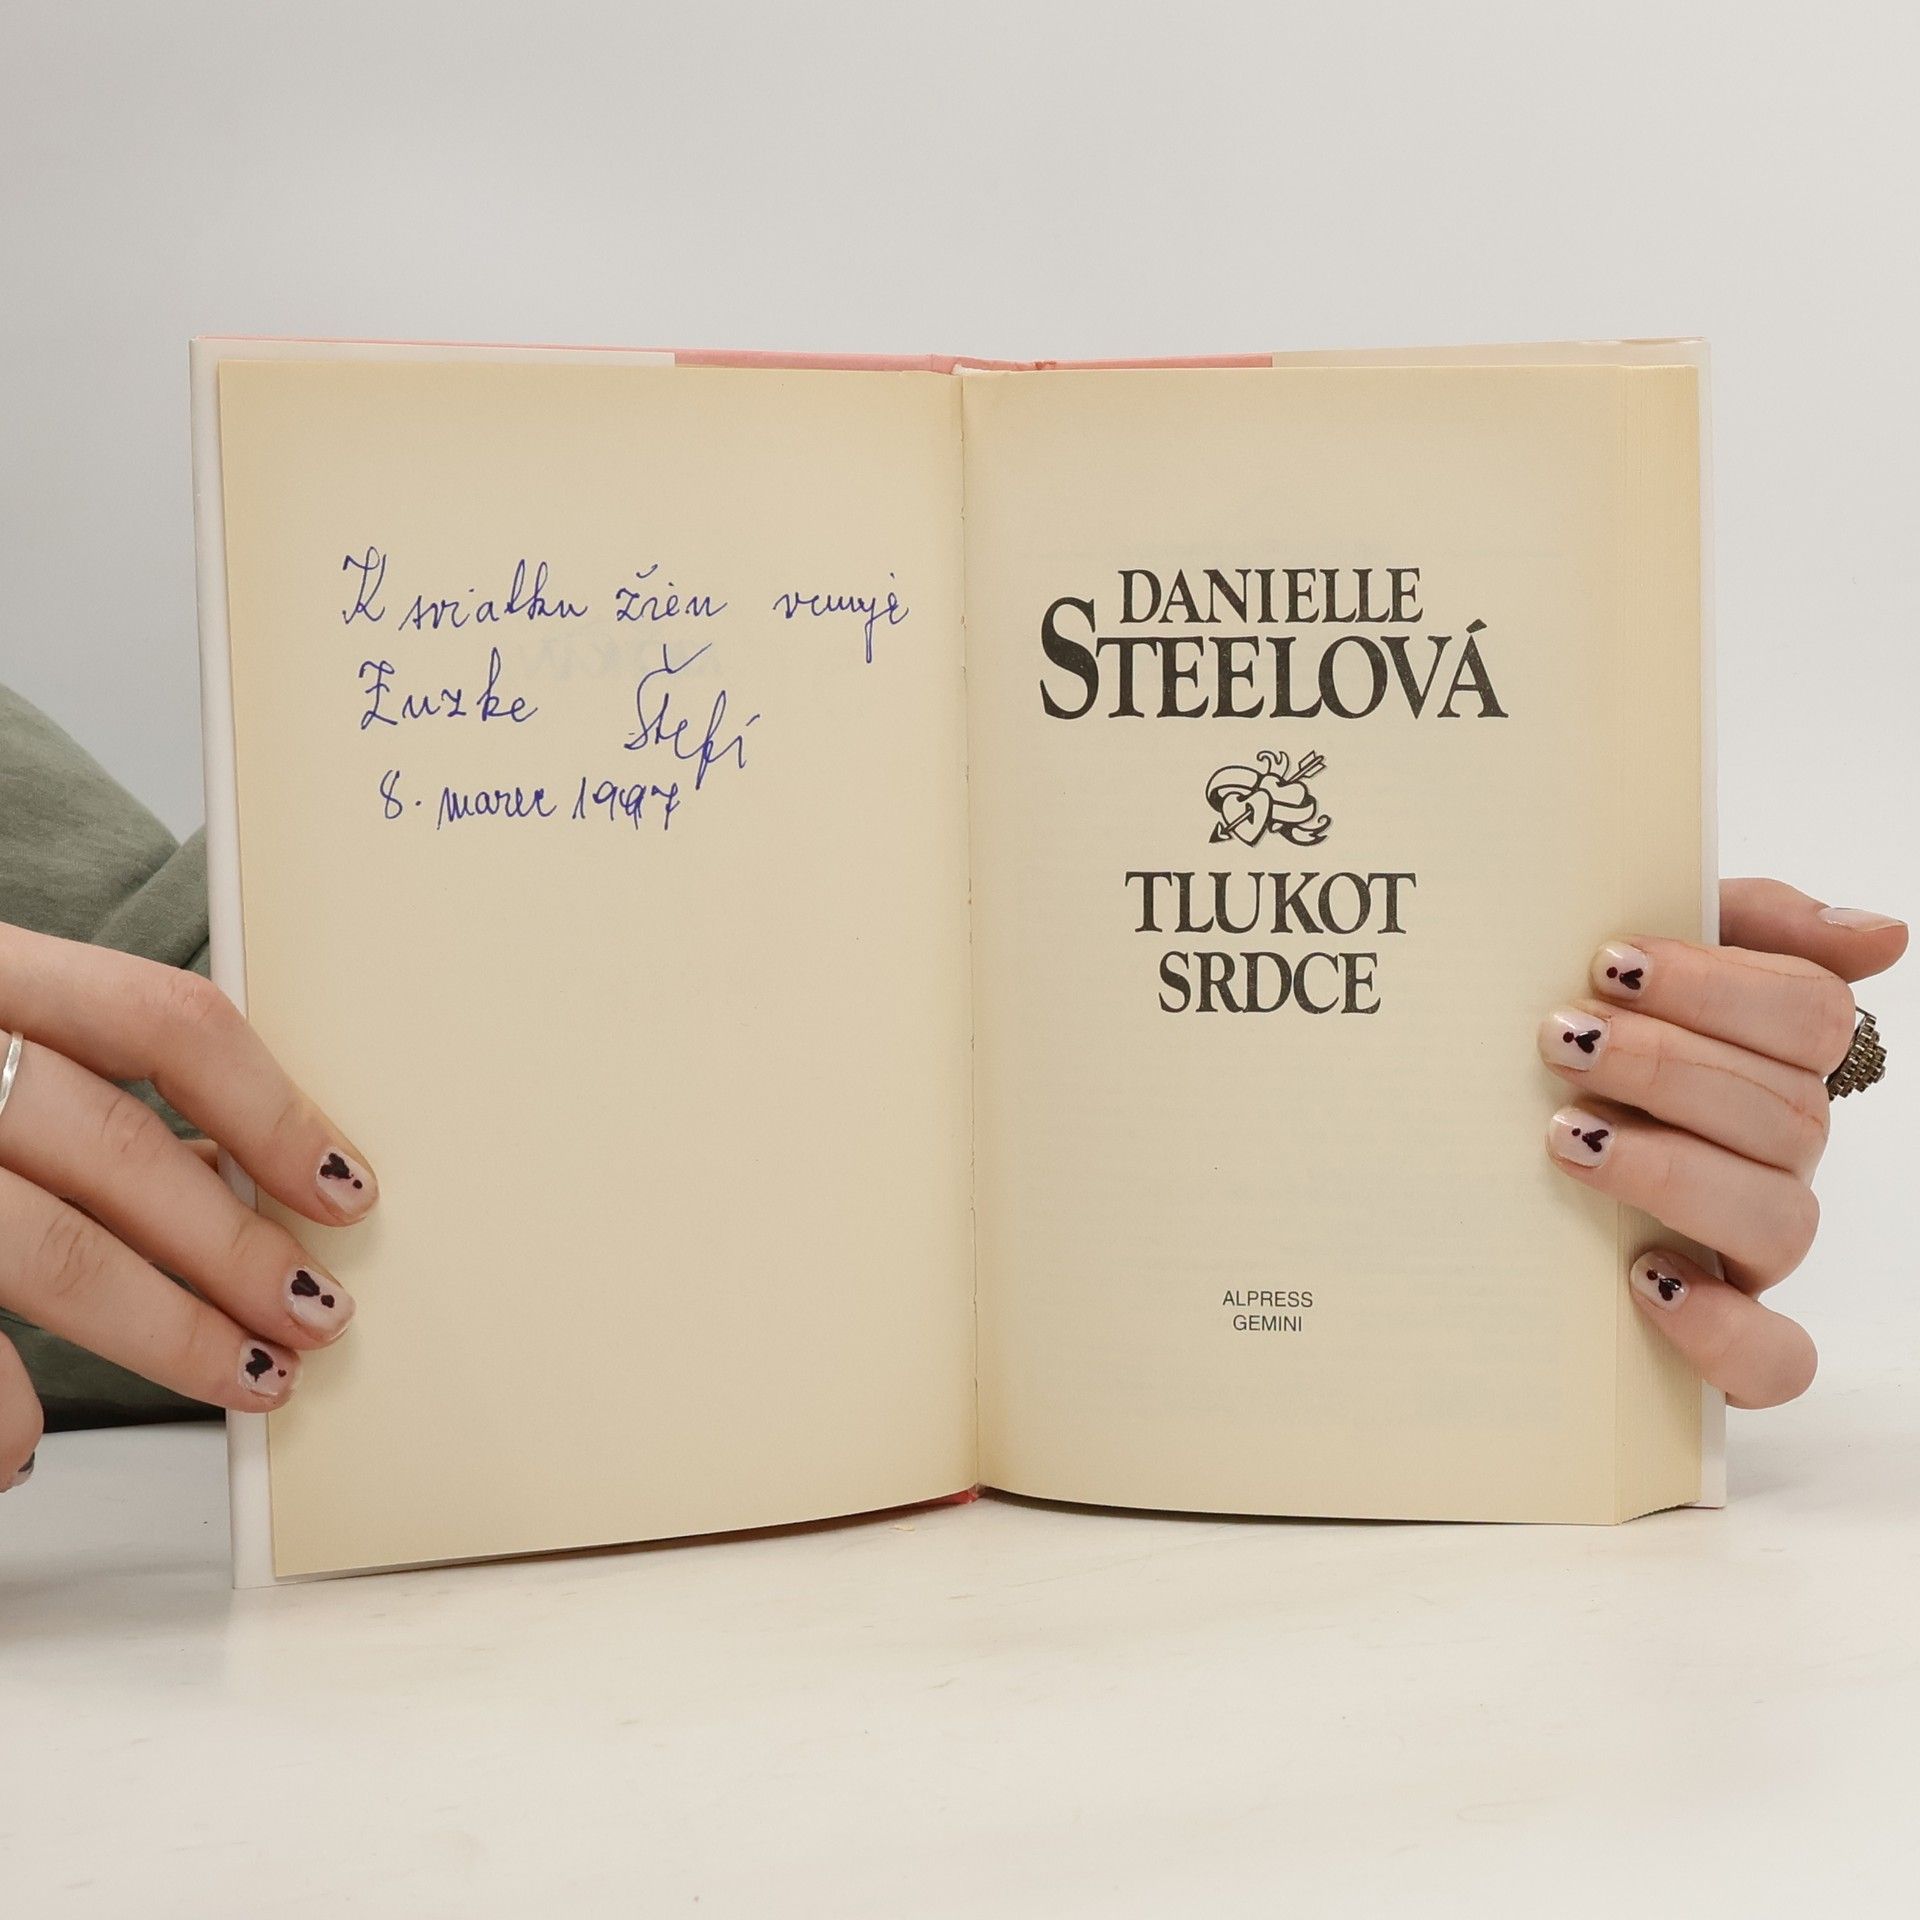 K sviatku žien venuje
Zuzke Štefi
8. marec 1997
DANIELLE
STEELOVÁ
TLUKOT
SRDCE
ALPRESS
GEMINI